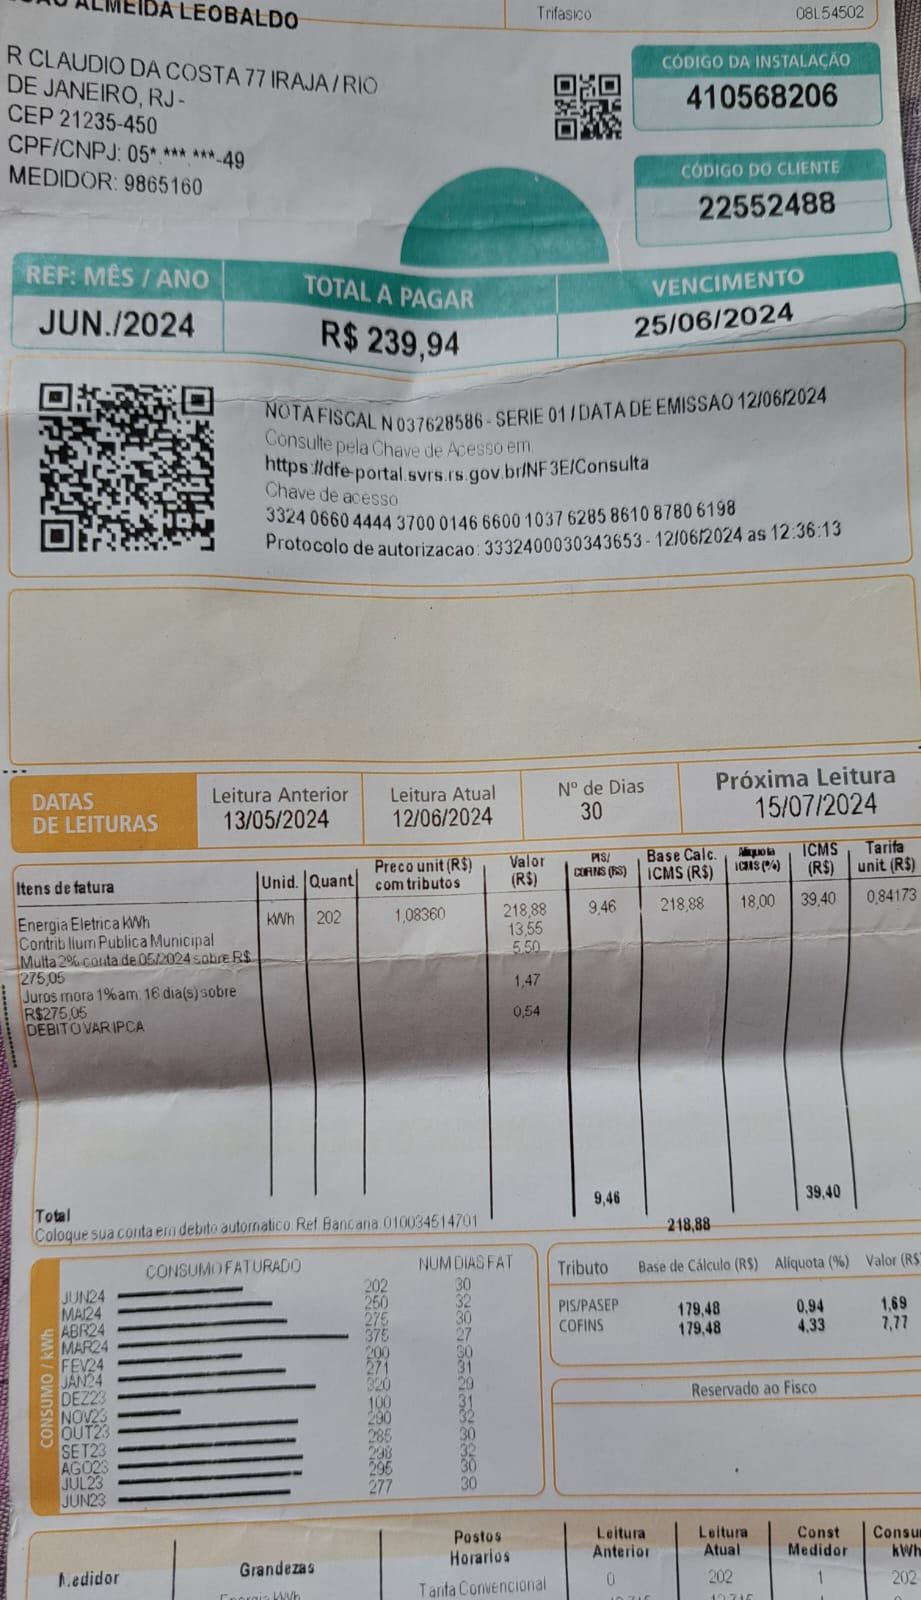 ALMEIDA LEOBALDO
Trifasico
08L54502
R CLAUDIO DA COSTA 77 IRAJA / RIO
DE JANEIRO, RJ -
CEP 21235-450
CPF/CNPJ: 05*.***.***-49
MEDIDOR: 9865160
CÓDIGO DA INSTALAÇÃO
410568206
CÓDIGO DO CLIENTE
22552488
REF: MÊS / ANO
JUN./2024
TOTAL A PAGAR
R$ 239,94
VENCIMENTO
25/06/2024
NOTA FISCAL N 037628586 - SERIE 01 / DATA DE EMISSAO 12/06/2024
Consulte pela Chave de Acesso em:
https://dfe-portal.svrs.rs.gov.br/NF3E/Consulta
Chave de acesso
3324 0660 4444 3700 0146 6600 1037 6285 8610 8780 6198
Protocolo de autorizacao: 3332400030343653 - 12/06/2024 as 12:36:13
DATAS
DE LEITURAS
Leitura Anterior
13/05/2024
Leitura Atual
12/06/2024
Nº de Dias
30
Próxima Leitura
15/07/2024
Itens de fatura Unid. Quant. Preco unit (R$) com tributos Valor (R$) PIS/ COFINS (R$) Base Calc. ICMS (R$) Aliquota ICMS (%) ICMS (R$) Tarifa unit (R$)
Energia Eletrica kWh kWh 202 1,08360 218,88 9,46 218,88 18,00 39,40 0,84173
Contrib Ilum Publica Municipal 13,55
Multa 2% conta de 05/2024 sobre R$ 5,50
275,05
Juros mora 1% am. 16 dia(s) sobre 1,47
R$275,05
DEBITO VAR IPCA 0,54
Total 9,46 218,88 39,40
Coloque sua conta em debito automatico. Ref. Bancaria: 010034514701
CONSUMO / kWh
CONSUMO FATURADO NUM DIAS FAT
JUN24 202 30
MAI24 250 32
ABR24 275 30
MAR24 375 27
FEV24 200 30
JAN24 271 31
DEZ23 320 29
NOV23 100 31
OUT23 290 32
SET23 285 30
AGO23 298 32
JUL23 295 30
JUN23 277 30
Tributo Base de Cálculo (R$) Alíquota (%) Valor (R$)
PIS/PASEP 179,48 0,94 1,69
COFINS 179,48 4,33 7,77
Reservado ao Fisco
Medidor Grandezas Postos Horarios Leitura Anterior Leitura Atual Const Medidor Consu kWh
Energia kWh Tarifa Convencional 0 202 1 202